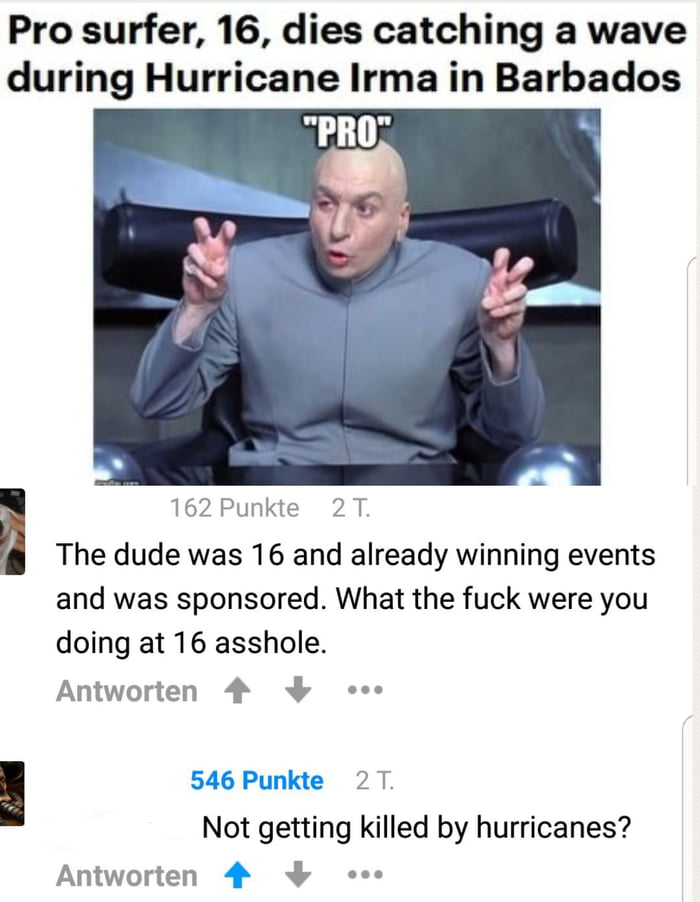 Pro surfer, 16, dies catching a wave
during Hurricane Irma in Barbados
"PRO"
162 Punkte 2 T.
The dude was 16 and already winning events
and was sponsored. What the fuck were you
doing at 16 asshole.
Antworten
546 Punkte 2 T.
Not getting killed by hurricanes?
Antworten